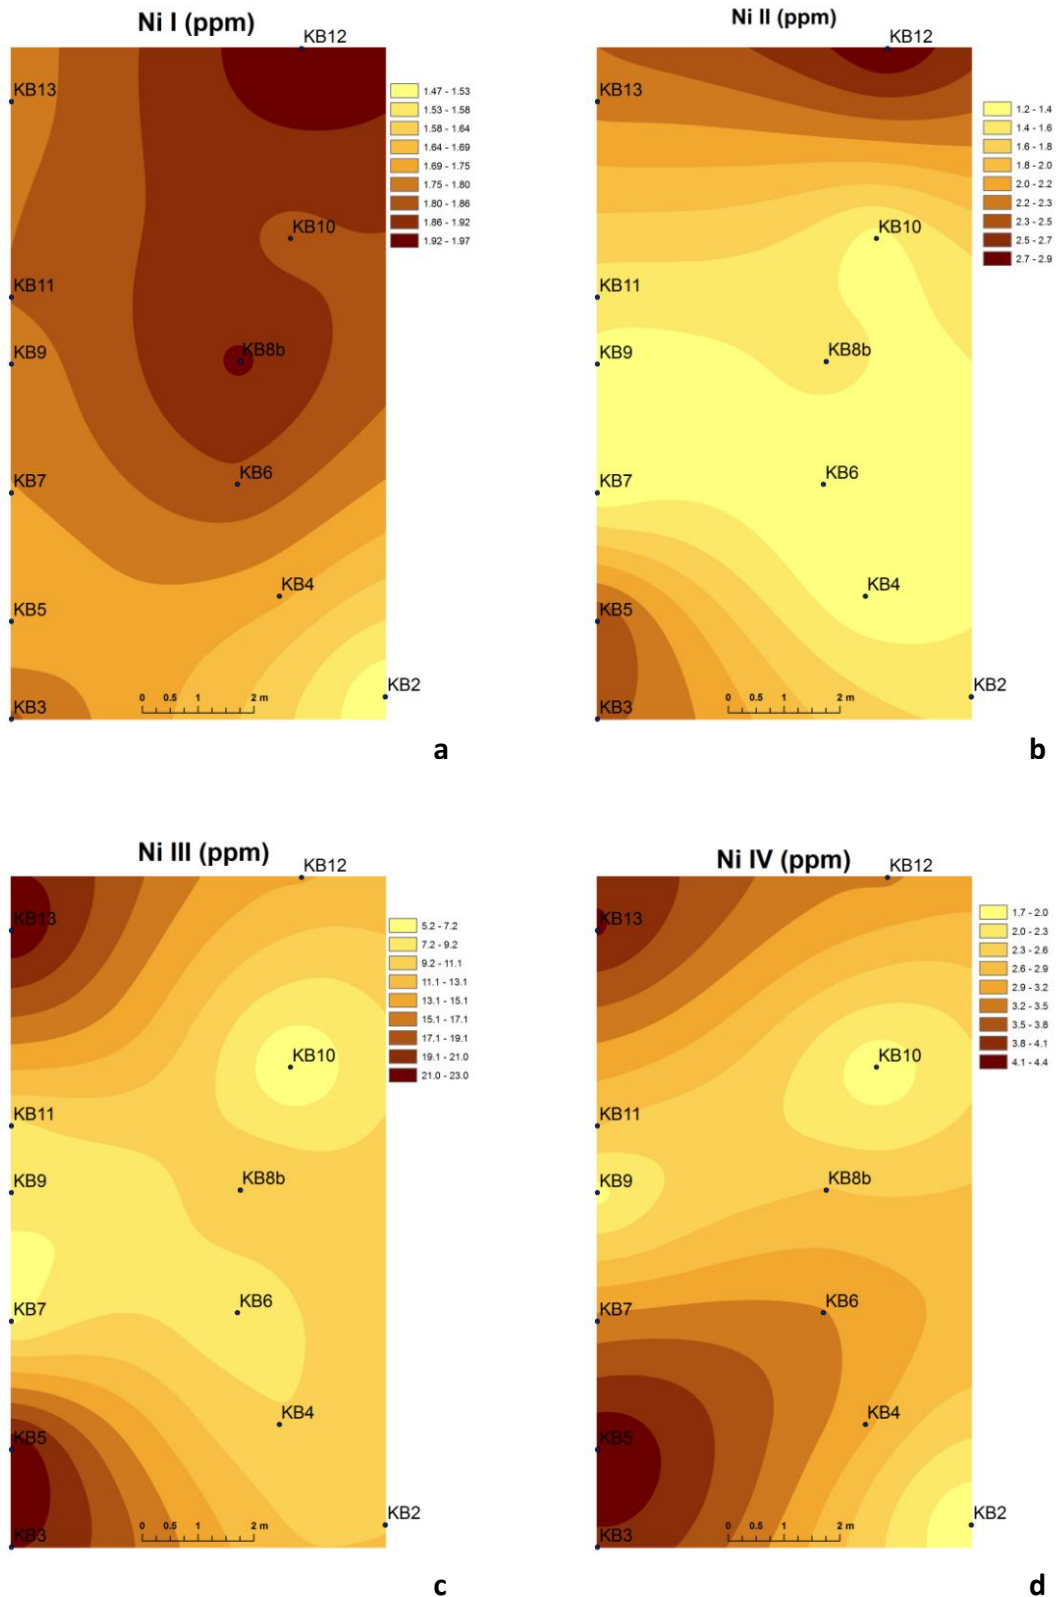 Ni I (ppm)
KB12
KB13
1.47 - 1.53
1.53 - 1.58
1.58 - 1.64
1.64 - 1.69
1.69 - 1.75
1.75 - 1.80
1.80 - 1.86
1.86 - 1.92
1.92 - 1.97
KB10
KB11
KB9
KB8b
KB7
KB6
KB5
KB4
KB3
KB2
0 0.5 1 2 m
a
Ni II (ppm)
KB12
KB13
1.2 - 1.4
1.4 - 1.6
1.6 - 1.8
1.8 - 2.0
2.0 - 2.2
2.2 - 2.3
2.3 - 2.5
2.5 - 2.7
2.7 - 2.9
KB10
KB11
KB9
KB8b
KB7
KB6
KB5
KB4
KB3
KB2
0 0.5 1 2 m
b
Ni III (ppm)
KB12
KB13
5.2 - 7.2
7.2 - 9.2
9.2 - 11.1
11.1 - 13.1
13.1 - 15.1
15.1 - 17.1
17.1 - 19.1
19.1 - 21.0
21.0 - 23.0
KB10
KB11
KB9
KB8b
KB7
KB6
KB5
KB4
KB3
KB2
0 0.5 1 2 m
c
Ni IV (ppm)
KB12
KB13
1.7 - 2.0
2.0 - 2.3
2.3 - 2.6
2.6 - 2.9
2.9 - 3.2
3.2 - 3.5
3.5 - 3.8
3.8 - 4.1
4.1 - 4.4
KB10
KB11
KB9
KB8b
KB7
KB6
KB5
KB4
KB3
KB2
0 0.5 1 2 m
d